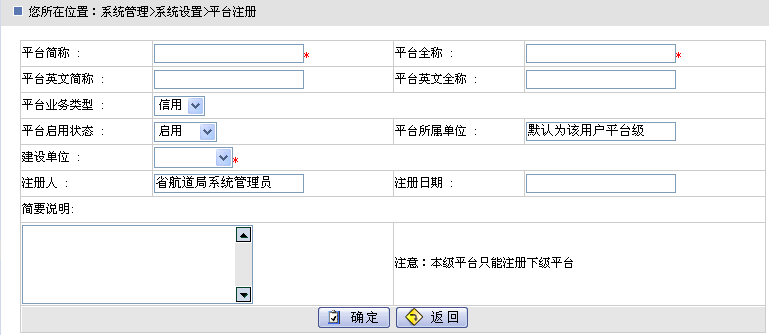 您所在位置：系统管理>系统设置>平台注册
平台简称 ： * 平台全称 ： *
平台英文简称 ： 平台英文全称 ：
平台业务类型 ： 信用
平台启用状态 ： 启用 平台所属单位 ： 默认为该用户平台级
建设单位 ： *
注册人 ： 省航道局系统管理员 注册日期 ：
简要说明:
注意：本级平台只能注册下级平台
确定 返回